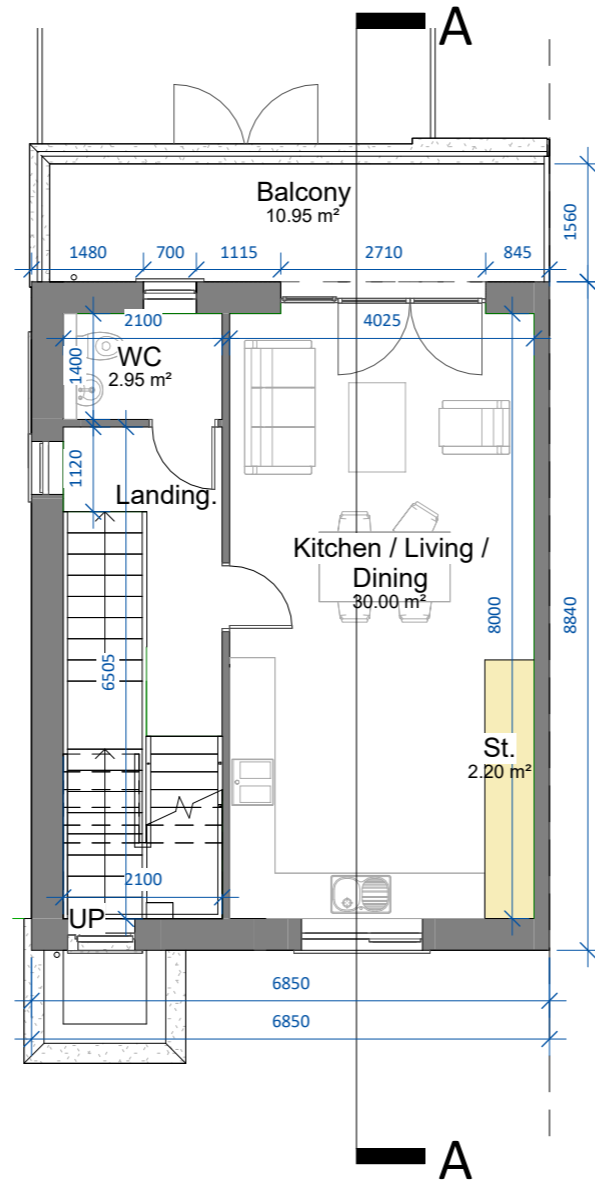 A
Balcony
10.95 m²
1560
1480
700
1115
2710
845
2100
4025
WC
2.95 m²
1400
1120
Landing.
Kitchen / Living /
Dining
30.00 m²
8000
8840
6505
St.
2.20 m²
2100
UP
6850
6850
A